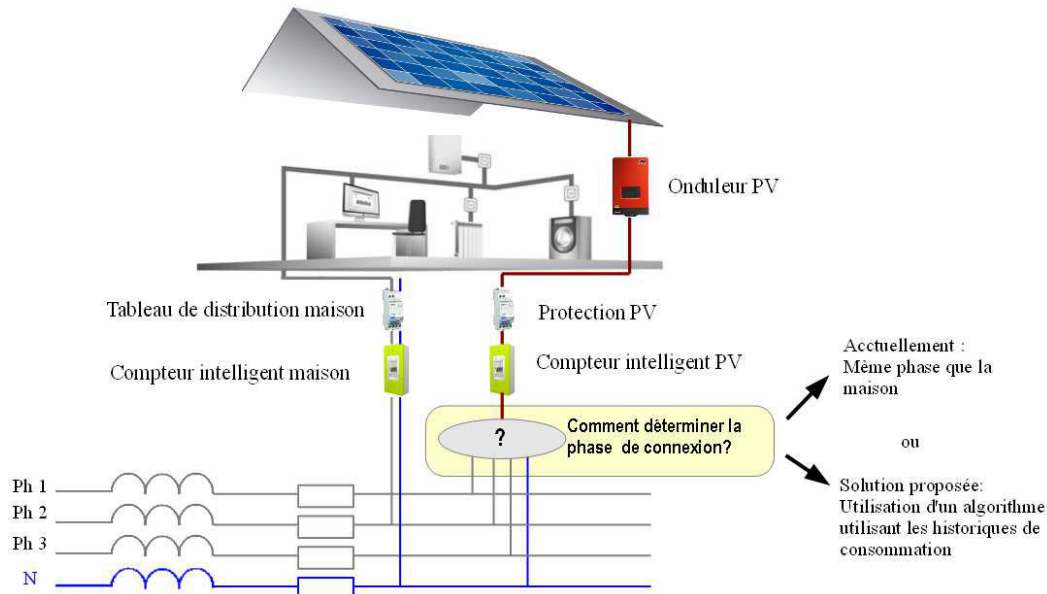 Onduleur PV
Tableau de distribution maison
Protection PV
Compteur intelligent maison
Compteur intelligent PV
Acctuellement :
Même phase que la
maison
?
Comment déterminer la
phase de connexion?
ou
Ph 1
Ph 2
Ph 3
N
Solution proposée:
Utilisation d'un algorithme
utilisant les historiques de
consommation